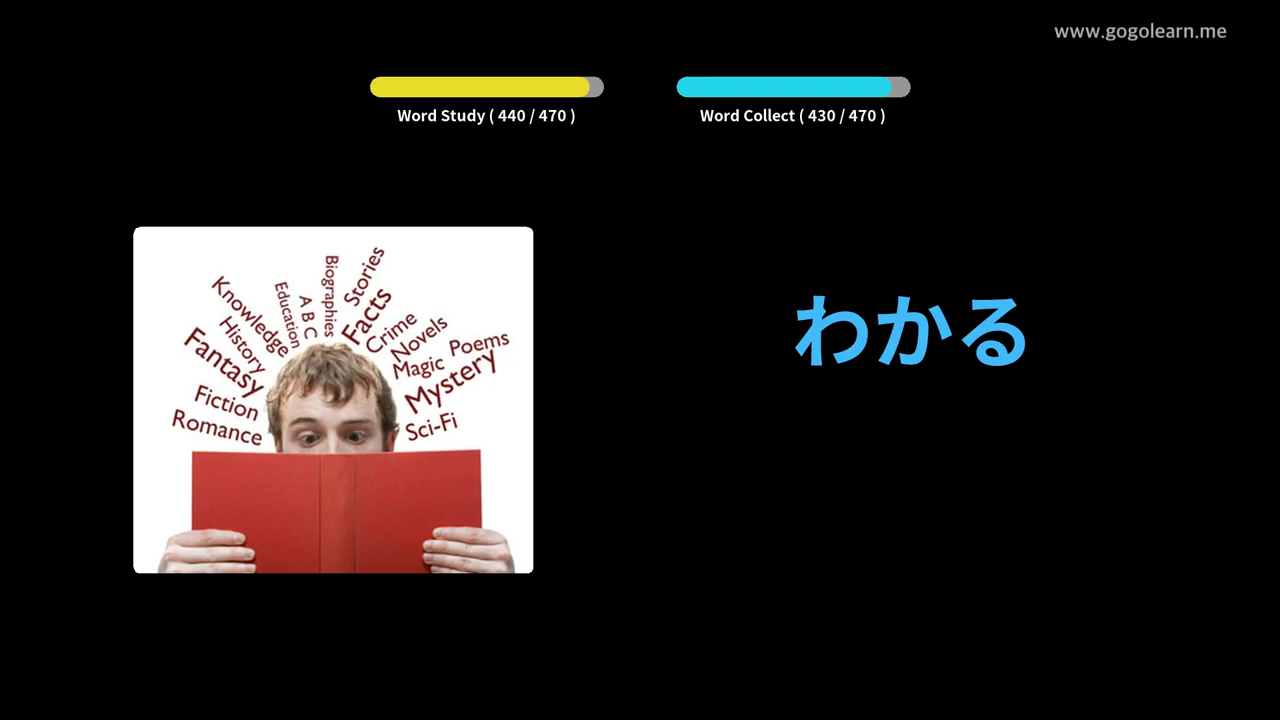 www.gogolearn.me
Word Study ( 440 / 470 )
Word Collect ( 430 / 470 )
Knowledge
Education
A B C
Biographies
Stories
Facts
Crime
Novels
Poems
Magic
Mystery
Sci-Fi
History
Fantasy
Fiction
Romance
わかる